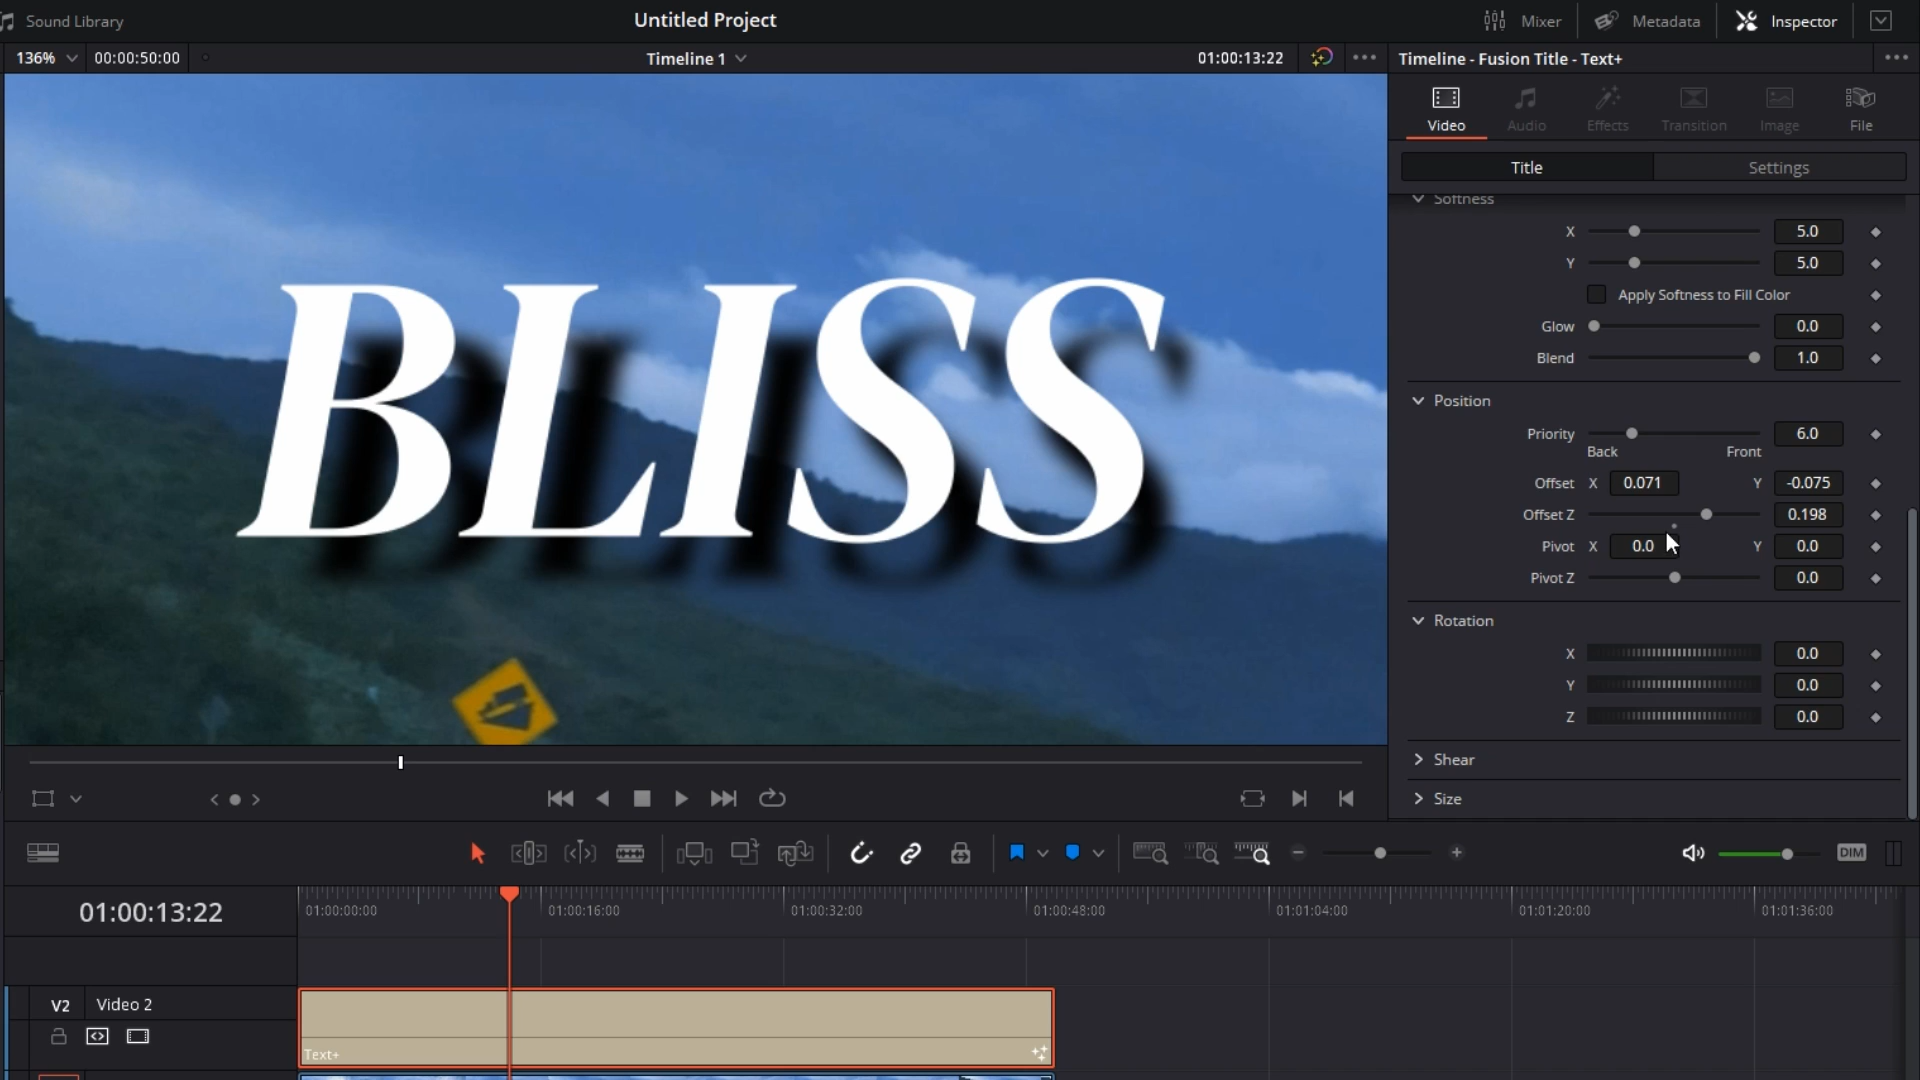 Sound Library
Untitled Project
Mixer
Metadata
Inspector
136%
00:00:50:00
Timeline 1
01:00:13:22
Timeline - Fusion Title - Text+
Video
Audio
Effects
Transition
Image
File
Title
Settings
Softness
X 5.0
Y 5.0
Apply Softness to Fill Color
Glow 0.0
Blend 1.0
Position
Priority 6.0
Back Front
Offset X 0.071 Y -0.075
Offset Z 0.198
Pivot X 0.0 Y 0.0
Pivot Z 0.0
Rotation
X 0.0
Y 0.0
Z 0.0
Shear
Size
BLISS
DIM
01:00:13:22
01:00:00:00
01:00:16:00
01:00:32:00
01:00:48:00
01:01:04:00
01:01:20:00
01:01:36:00
V2 Video 2
Text+